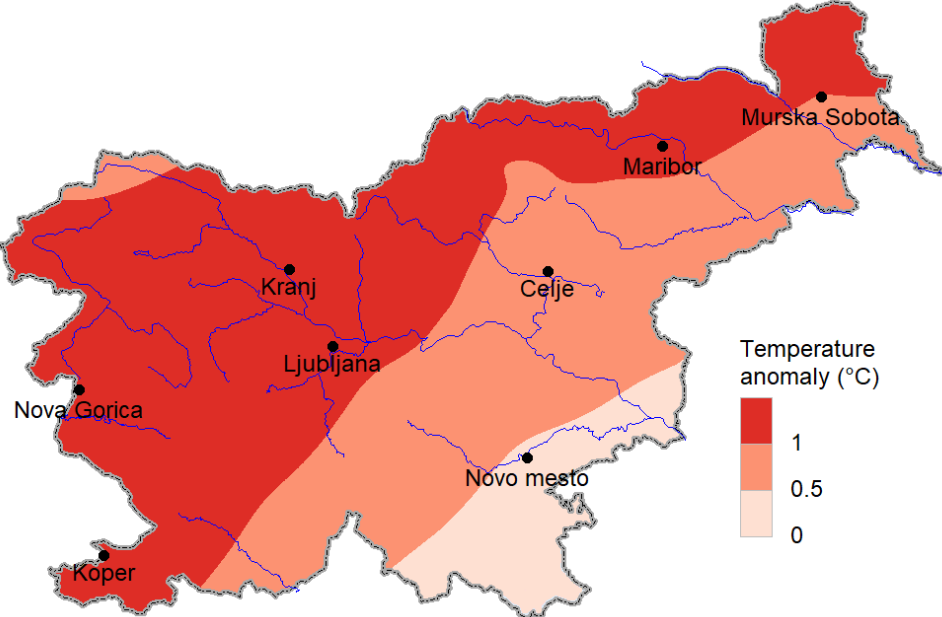 Murska Sobota
Maribor
Kranj
Celje
Ljubljana
Temperature
anomaly (°C)
Nova Gorica
1
Novo mesto
0.5
0
Koper